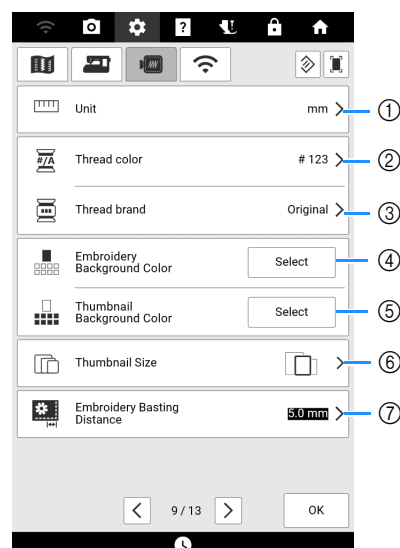 ?
Unit
mm
①
#/A
Thread color
# 123
②
Thread brand
Original
③
Embroidery
Background Color
Select
④
Thumbnail
Background Color
Select
⑤
Thumbnail Size
⑥
Embroidery Basting
Distance
5.0 mm
⑦
9 / 13
OK